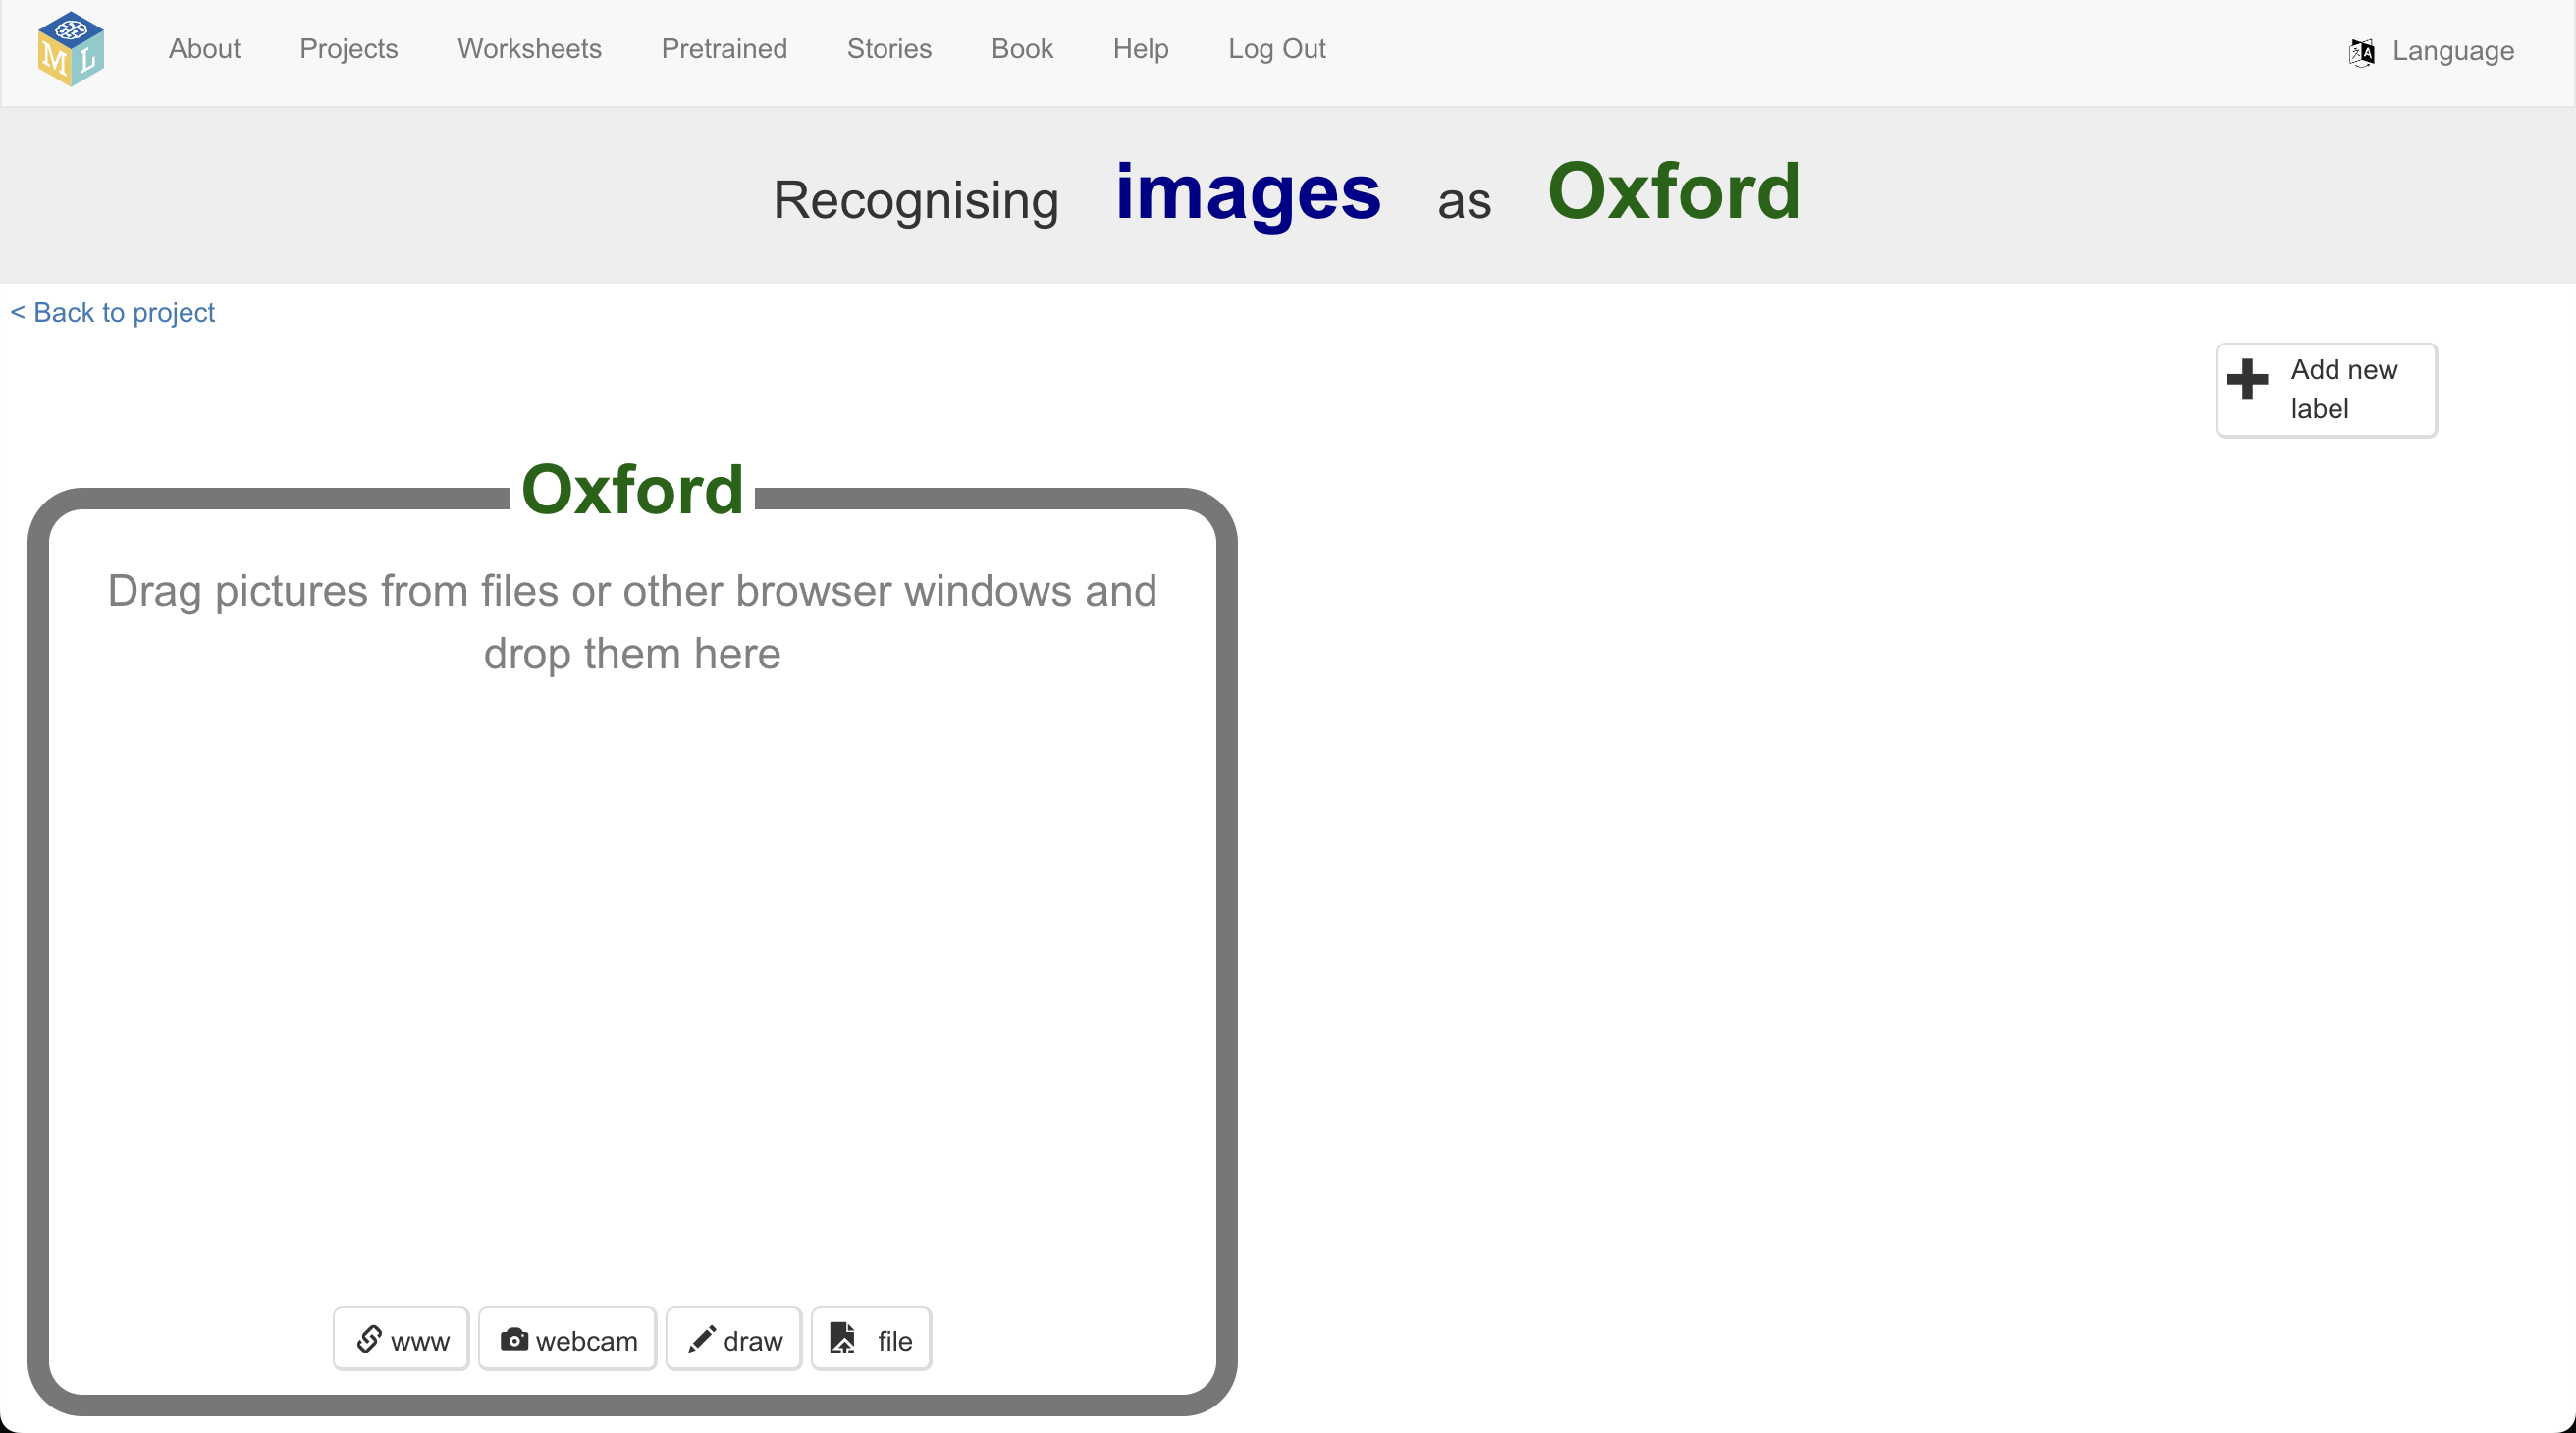 M L
About Projects Worksheets Pretrained Stories Book Help Log Out Language
Recognising images as Oxford
< Back to project
Add new
label
Oxford
Drag pictures from files or other browser windows and
drop them here
www webcam draw file